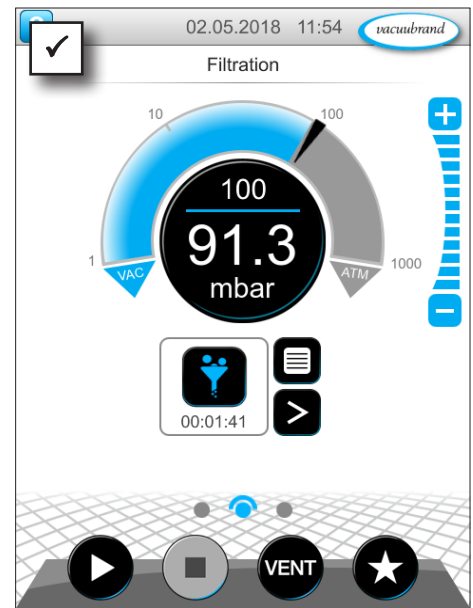 02.05.2018 11:54 vacuubrand
Filtration
10
100
1
VAC
100
91.3
mbar
ATM
1000
00:01:41
VENT